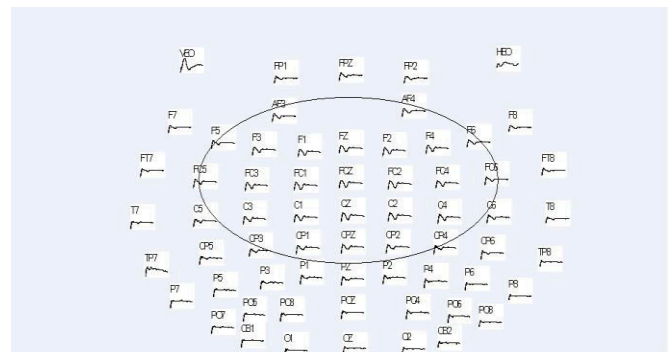 VEO HEO
FP1 FPZ FP2
AF3 AF4
F7 F5 F3 F1 FZ F2 F4 F6 F8
FT7 FC5 FC3 FC1 FCZ FC2 FC4 FC6 FT8
T7 C5 C3 C1 CZ C2 C4 C6 T8
TP7 CP5 CP3 CP1 CPZ CP2 CP4 CP6 TP8
P7 P5 P3 P1 PZ P2 P4 P6 P8
PO7 PO5 PO3 POZ PO4 PO6 PO8
CB1 O1 OZ O2 CB2